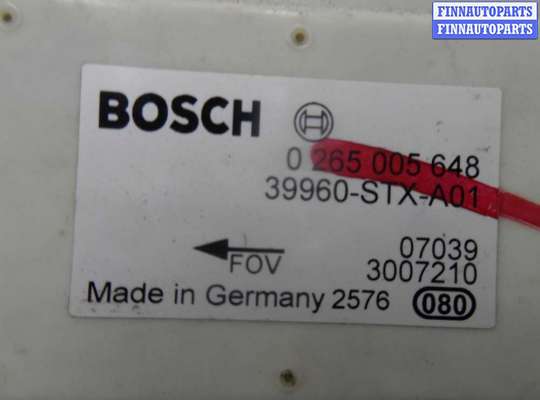 FINNAUTOPARTS
FINNAUTOPARTS
BOSCH
0 265 005 648
39960-STX-A01
07039
FOV
3007210
Made in Germany 2576 080